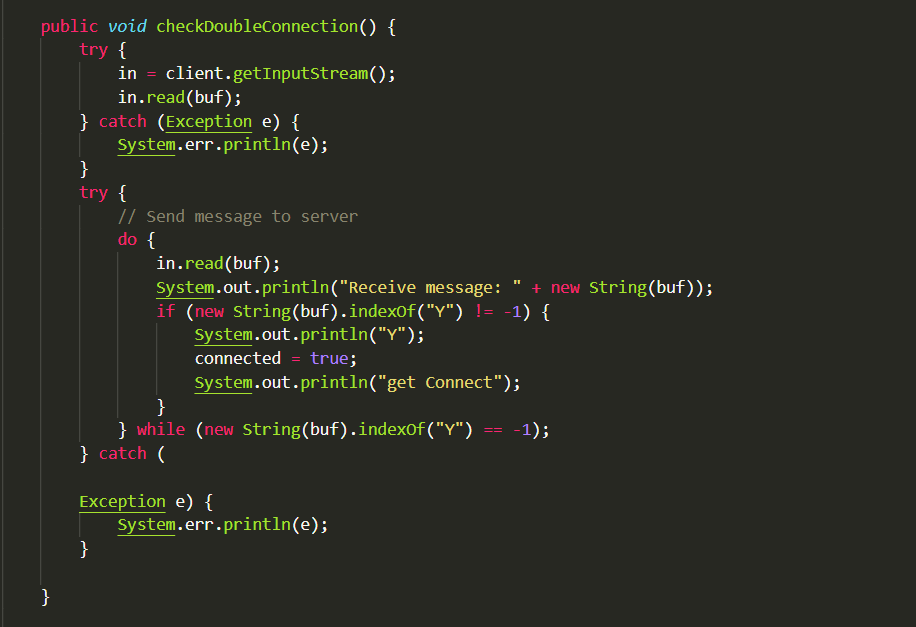 public void checkDoubleConnection() {
    try {
        in = client.getInputStream();
        in.read(buf);
    } catch (Exception e) {
        System.err.println(e);
    }
    try {
        // Send message to server
        do {
            in.read(buf);
            System.out.println("Receive message: " + new String(buf));
            if (new String(buf).indexOf("Y") != -1) {
                System.out.println("Y");
                connected = true;
                System.out.println("get Connect");
            }
        } while (new String(buf).indexOf("Y") == -1);
    } catch (

    Exception e) {
        System.err.println(e);
    }

}